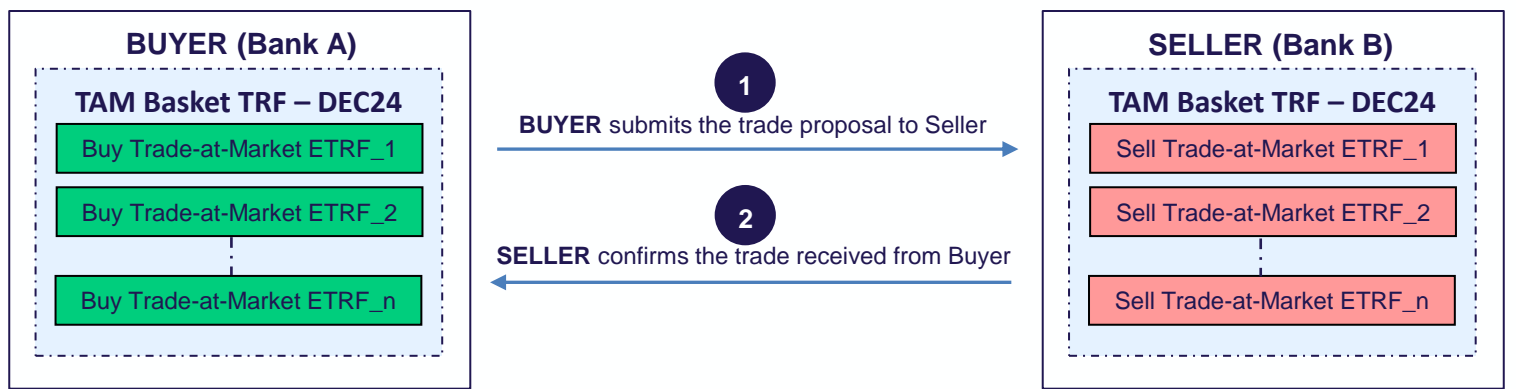 BUYER (Bank A)
TAM Basket TRF – DEC24
Buy Trade-at-Market ETRF_1
Buy Trade-at-Market ETRF_2
Buy Trade-at-Market ETRF_n
1
BUYER submits the trade proposal to Seller
2
SELLER confirms the trade received from Buyer
SELLER (Bank B)
TAM Basket TRF – DEC24
Sell Trade-at-Market ETRF_1
Sell Trade-at-Market ETRF_2
Sell Trade-at-Market ETRF_n